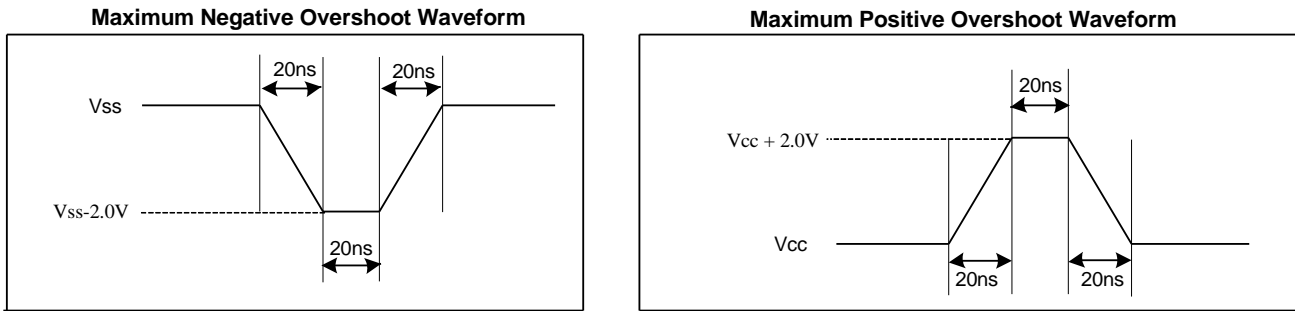 Maximum Negative Overshoot Waveform
20ns
20ns
Vss
Vss-2.0V
20ns
Maximum Positive Overshoot Waveform
20ns
Vcc + 2.0V
Vcc
20ns
20ns